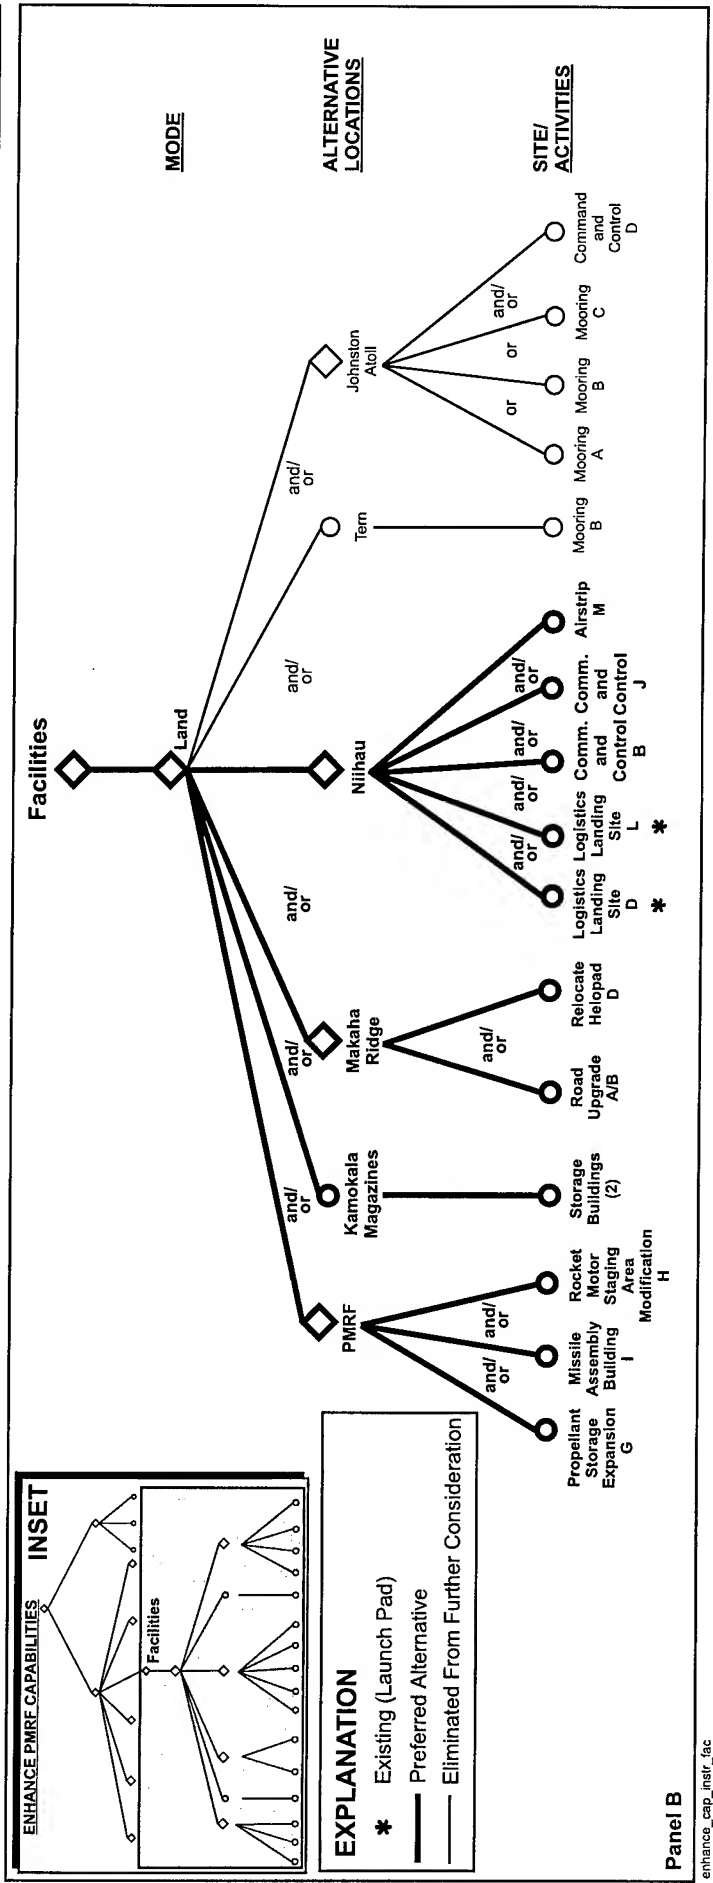 ENHANCE PMRF CAPABILITIES
INSET
Facilities
EXPLANATION
* Existing (Launch Pad)
Preferred Alternative
Eliminated From Further Consideration
Facilities
MODE
Land
and/
or
and/
or
and/
or
and/
or
and/
or
ALTERNATIVE
LOCATIONS
PMRF
Kamokala
Magazines
Makaha
Ridge
Niihau
Tern
Johnston
Atoll
and/
or
and/
or
and/
or
and/
or
and/
or
and/
or
and/
or
or
or
and/
or
SITE/
ACTIVITIES
Propellant
Storage
Expansion
G
Missile
Assembly
Building
I
Rocket
Motor
Staging
Area
Modification
H
Storage
Buildings
(2)
Road
Upgrade
A/B
Relocate
Helopad
D
Logistics
Landing
Site
D
*
Logistics
Landing
Site
L
*
Comm.
and
Control
B
Comm.
and
Control
J
Airstrip
M
Mooring
B
Mooring
A
Mooring
B
Mooring
C
Command
and
Control
D
Panel B
enhance_cap_instr_fac